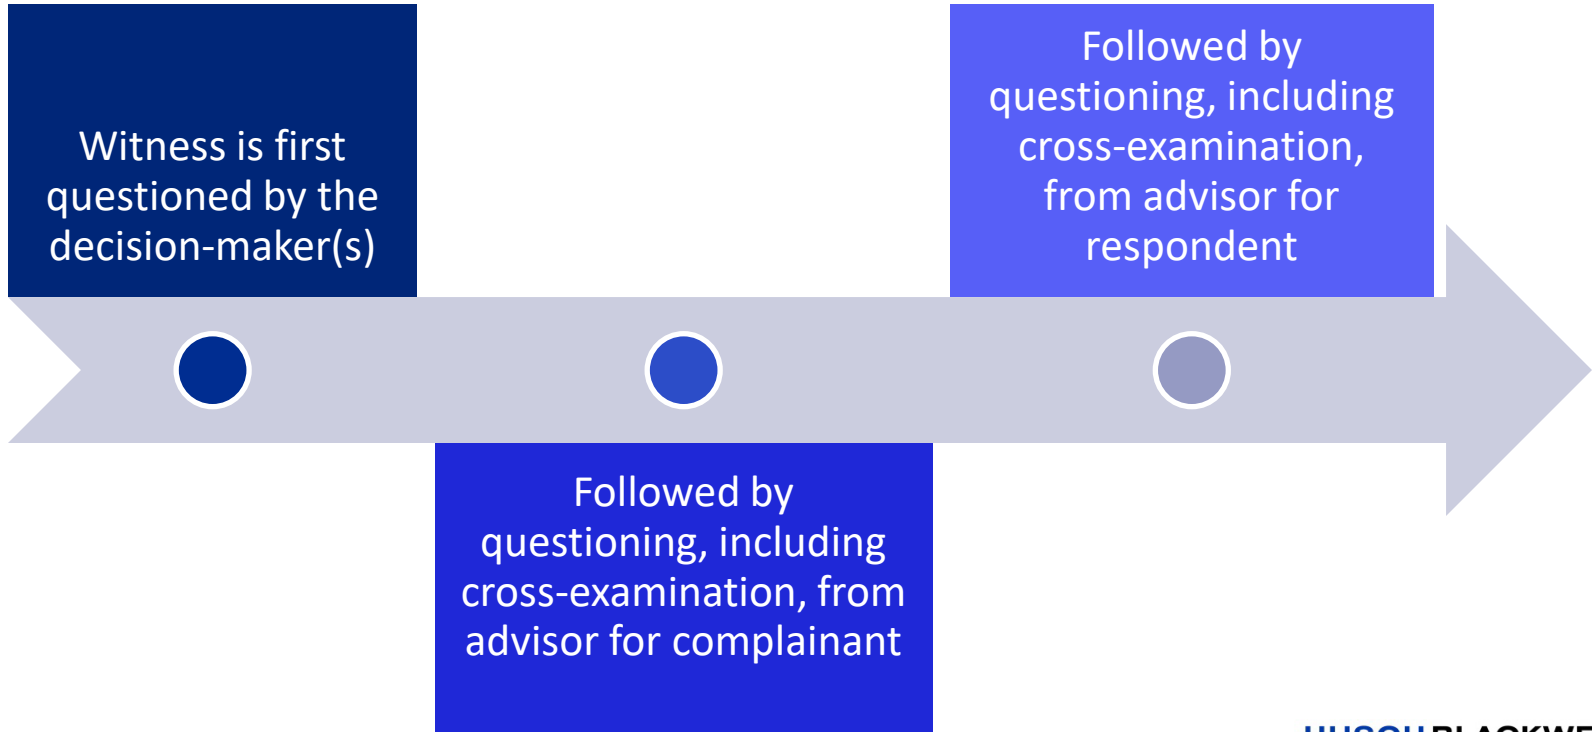 Witness is first
questioned by the
decision-maker(s)
Followed by
questioning, including
cross-examination, from
advisor for complainant
Followed by
questioning, including
cross-examination,
from advisor for
respondent